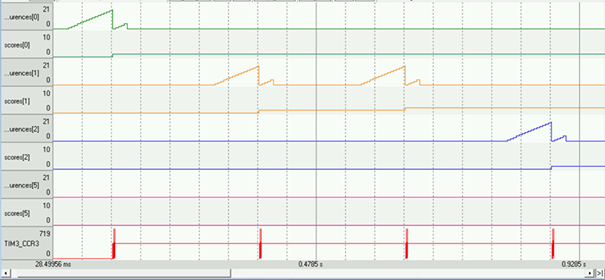 21
...urences[0]
0
10
scores[0]
0
21
...urences[1]
0
10
scores[1]
0
21
...urences[2]
0
10
scores[2]
0
21
...urences[5]
0
10
scores[5]
0
719
TIM3_CCR3
0
28.49956 ms 0.4785 s 0.9285 s